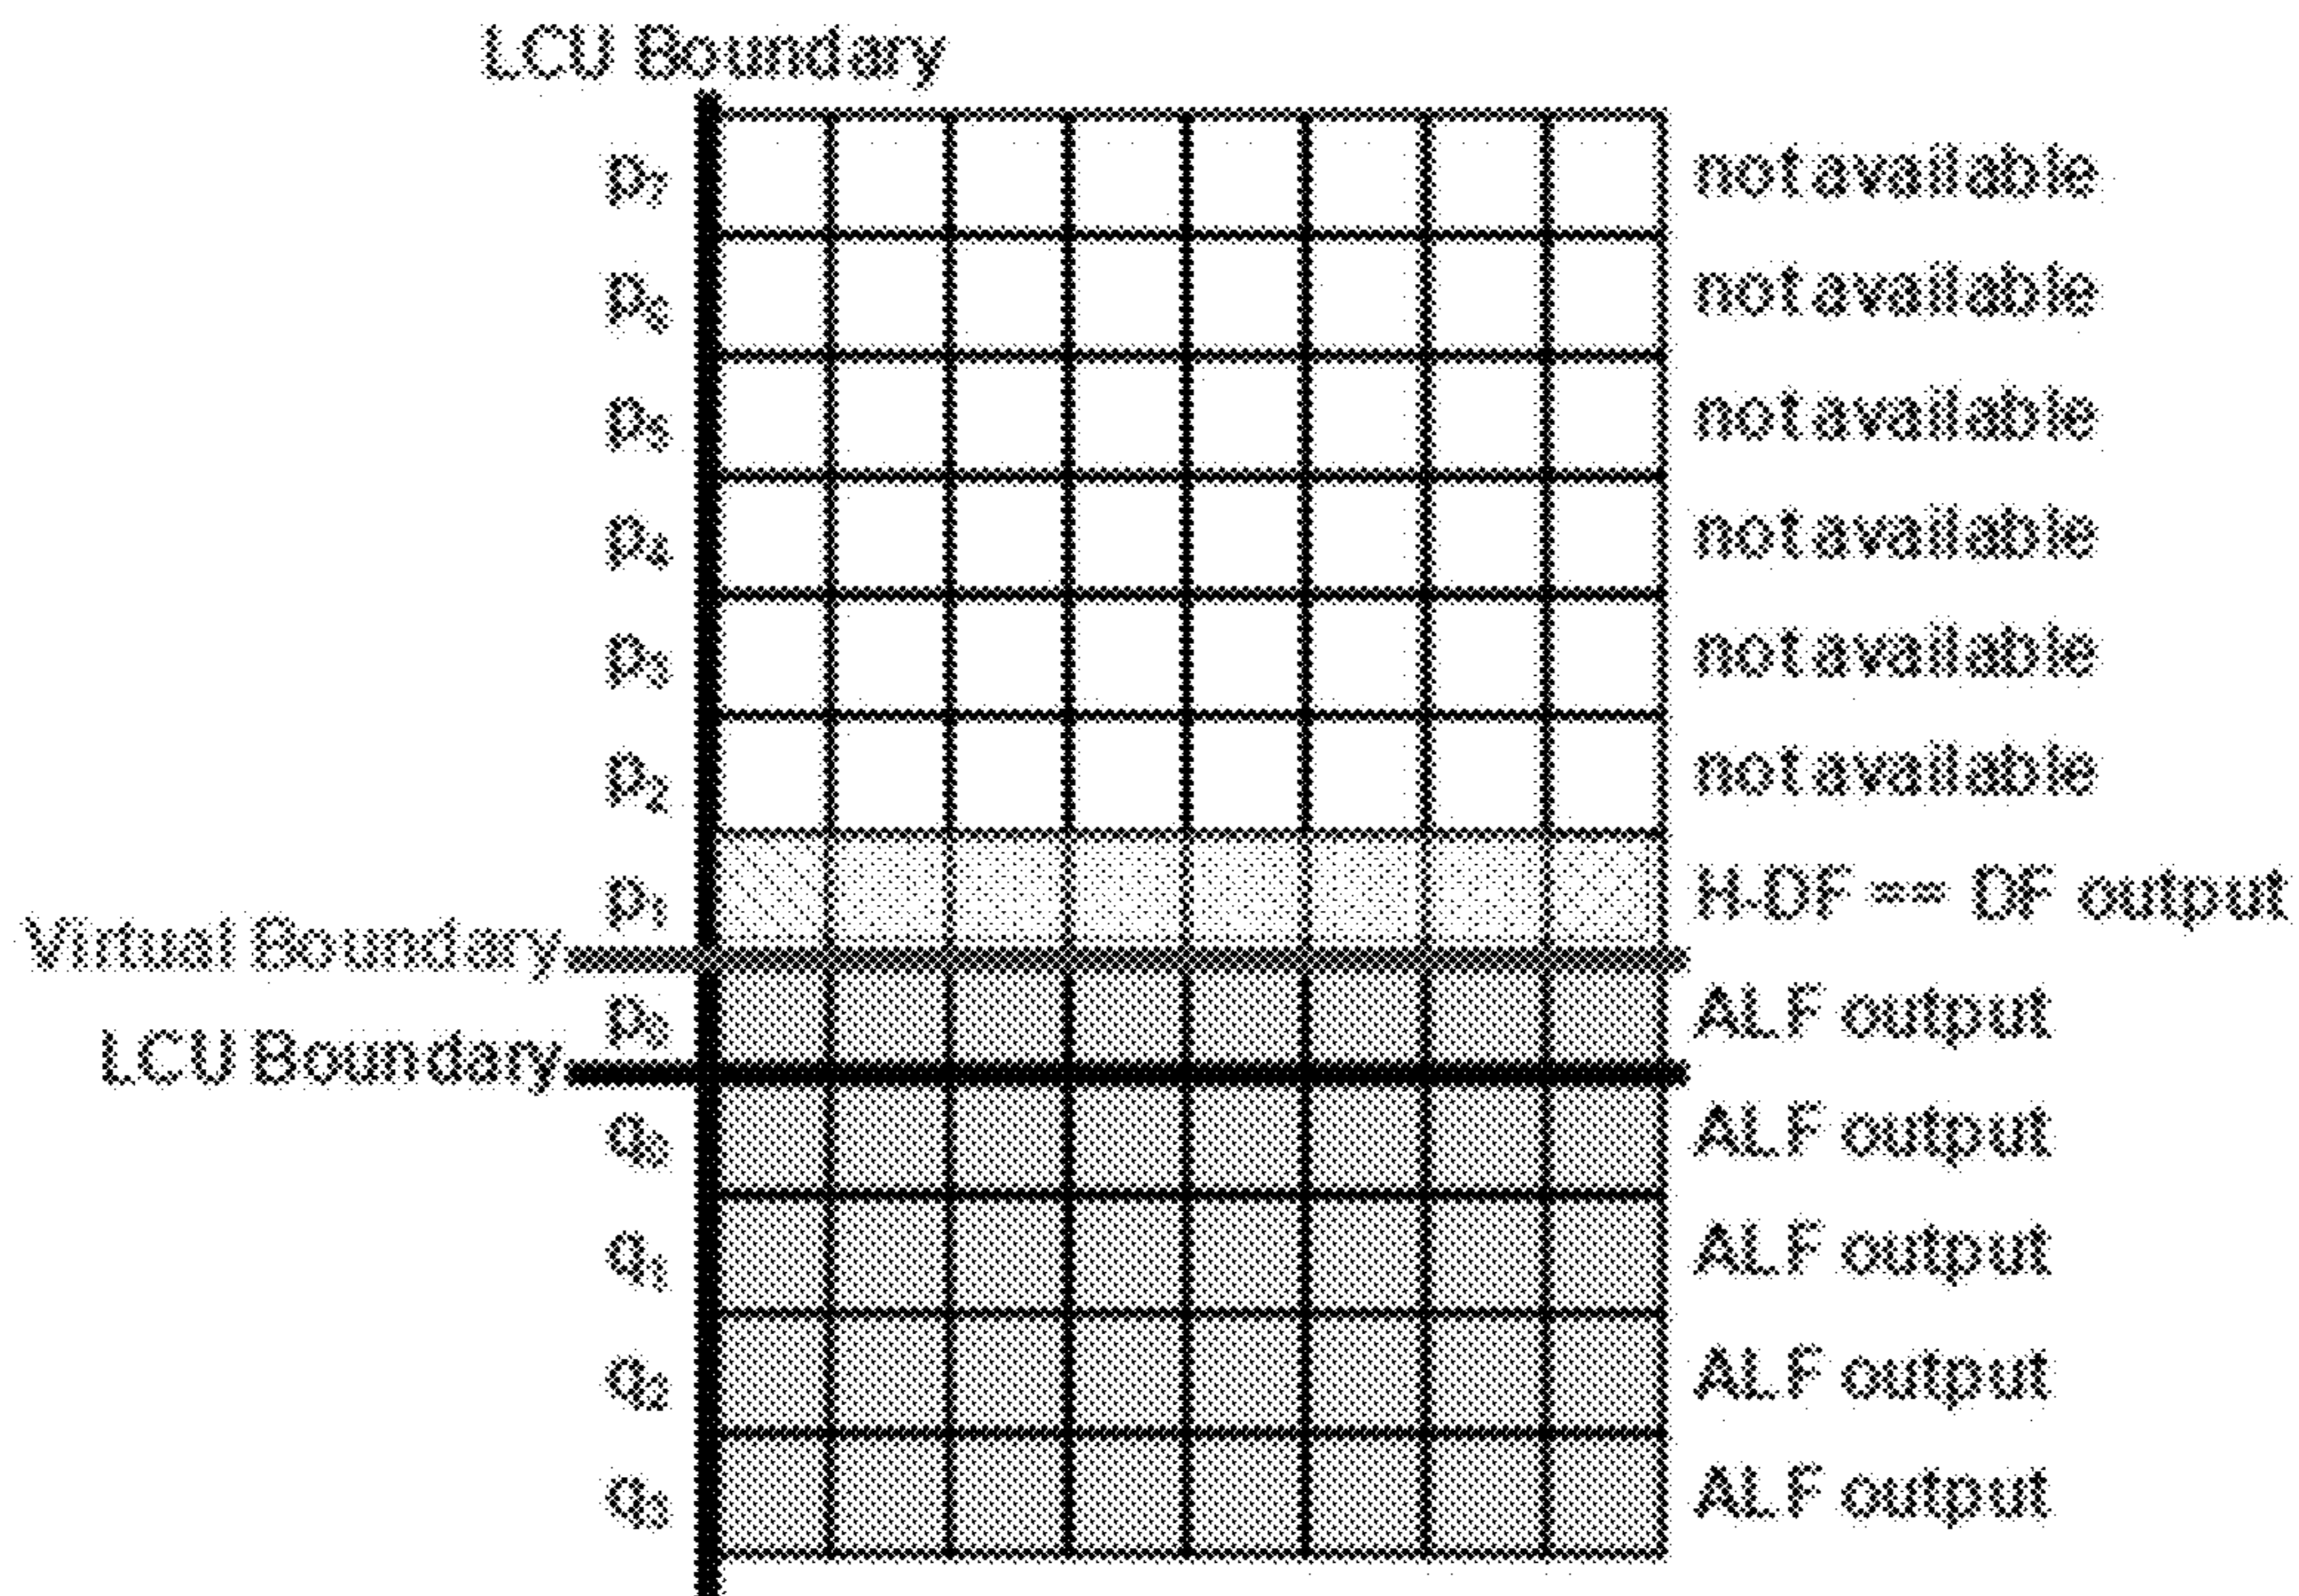 LCU Boundary
p₇ not available
p₆ not available
p₅ not available
p₄ not available
p₃ not available
p₂ not available
p₁ H-DF == DF output
Virtual Boundary
p₀ ALF output
LCU Boundary
q₀ ALF output
q₁ ALF output
q₂ ALF output
q₃ ALF output